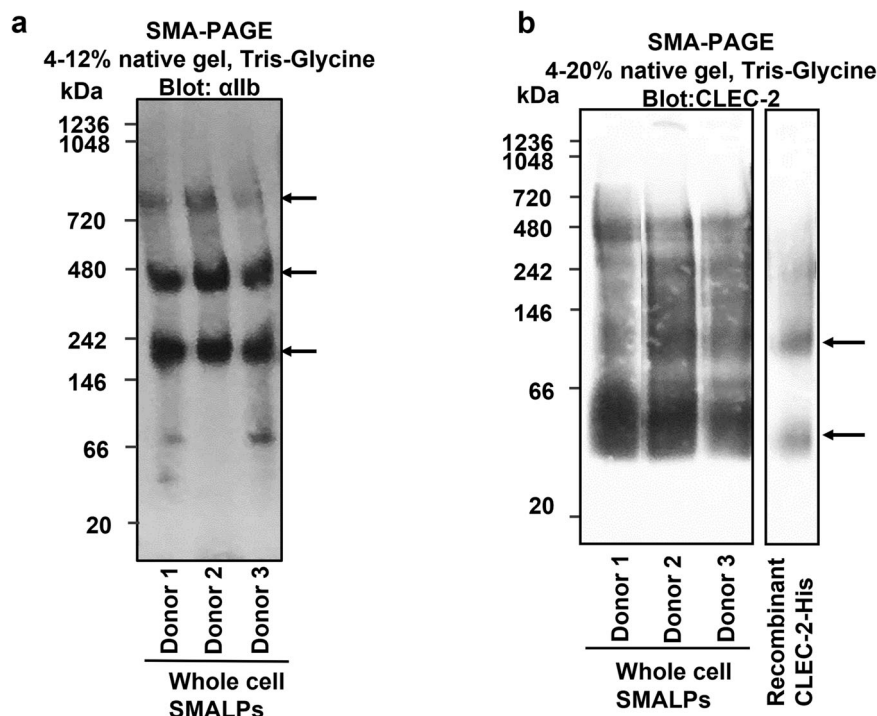 a
SMA-PAGE
4-12% native gel, Tris-Glycine
Blot: αIIb
kDa
1236
1048
720
480
242
146
66
20
Donor 1
Donor 2
Donor 3
Whole cell
SMALPs
b
SMA-PAGE
4-20% native gel, Tris-Glycine
Blot:CLEC-2
kDa
1236
1048
720
480
242
146
66
20
Donor 1
Donor 2
Donor 3
Whole cell
SMALPs
Recombinant
CLEC-2-His